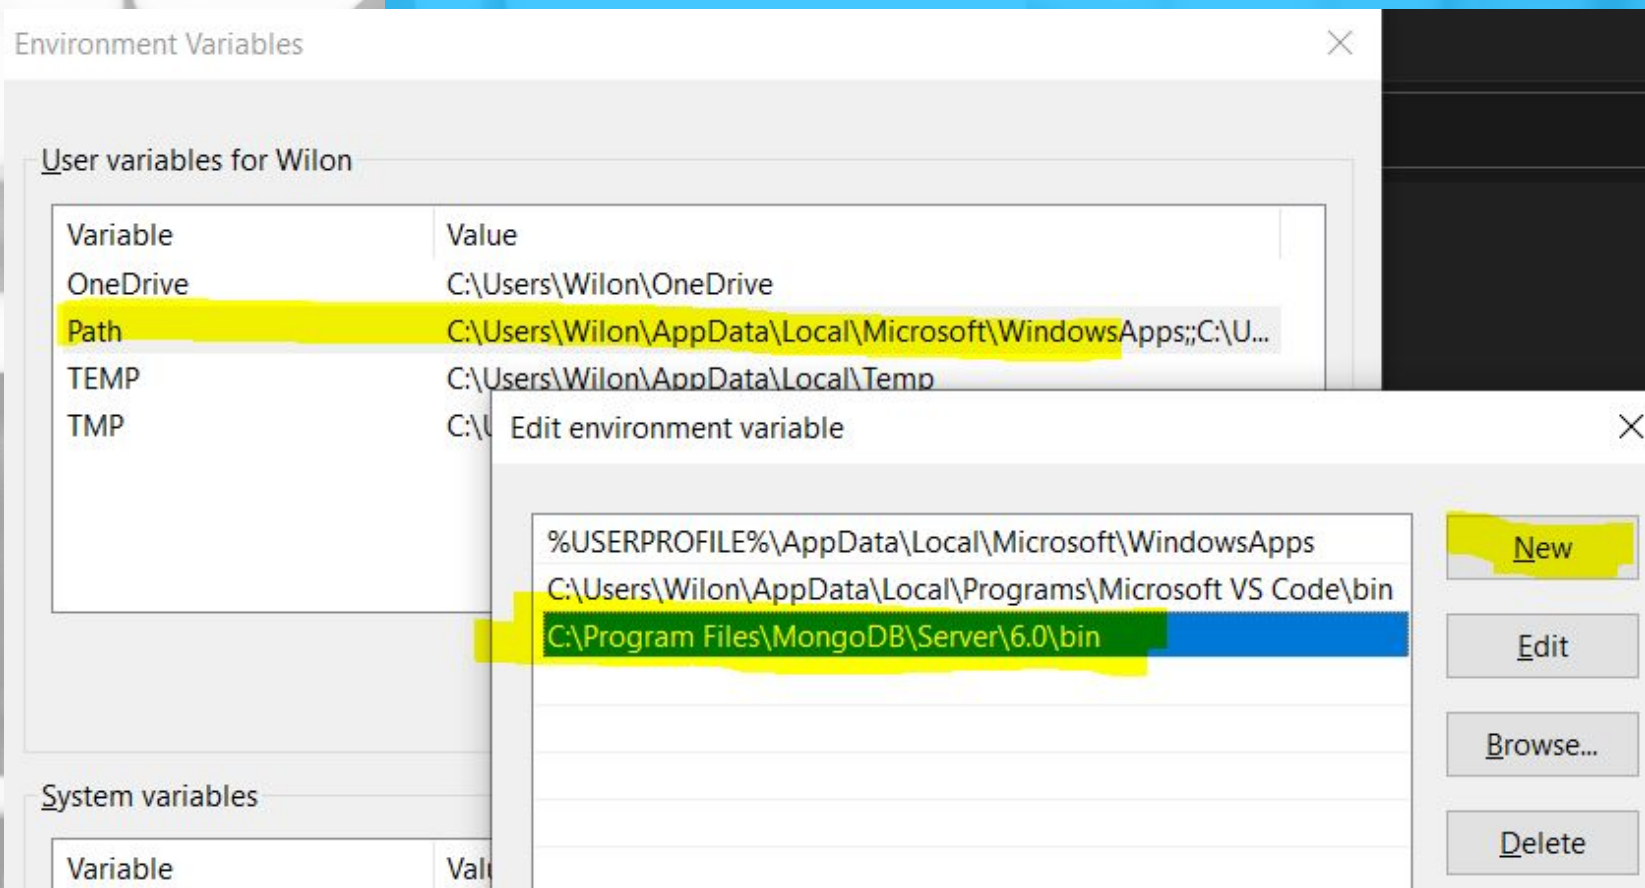 Environment Variables
User variables for Wilon
Variable Value
OneDrive C:\Users\Wilon\OneDrive
Path C:\Users\Wilon\AppData\Local\Microsoft\WindowsApps;;C:\U...
TEMP C:\Users\Wilon\AppData\Local\Temp
TMP C:\U
Edit environment variable
%USERPROFILE%\AppData\Local\Microsoft\WindowsApps
New
C:\Users\Wilon\AppData\Local\Programs\Microsoft VS Code\bin
C:\Program Files\MongoDB\Server\6.0\bin
Edit
Browse...
System variables
Delete
Variable Valu